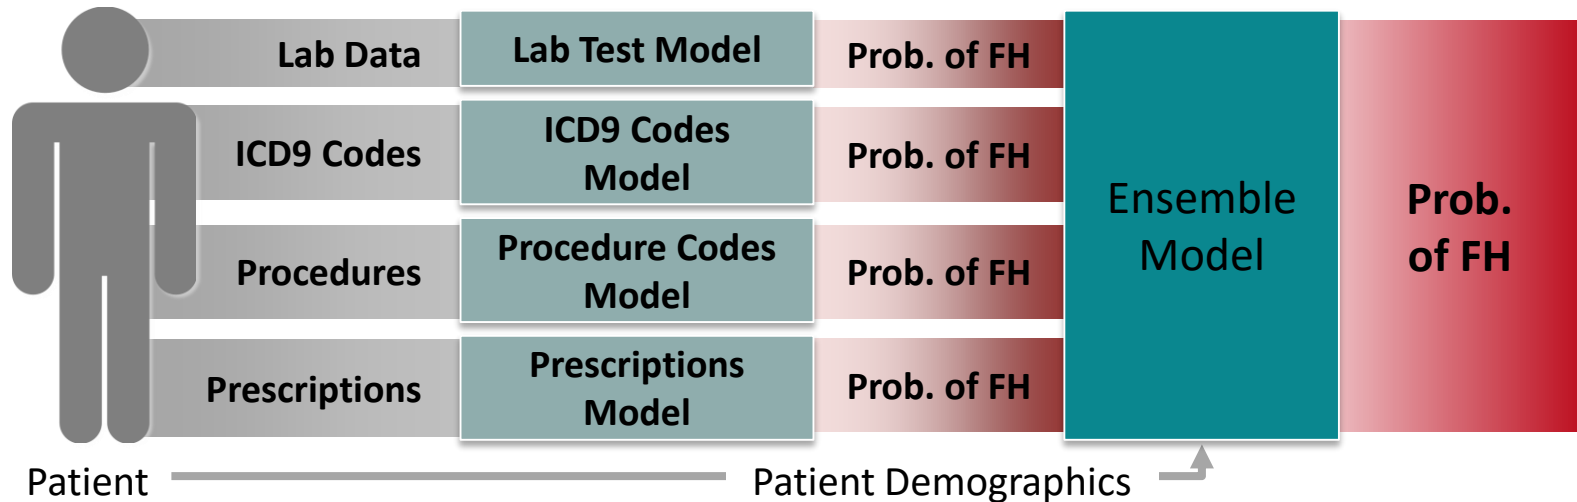 Lab Data
Lab Test Model
Prob. of FH
ICD9 Codes
ICD9 Codes
Model
Prob. of FH
Procedures
Procedure Codes
Model
Prob. of FH
Prescriptions
Prescriptions
Model
Prob. of FH
Ensemble
Model
Prob.
of FH
Patient
Patient Demographics